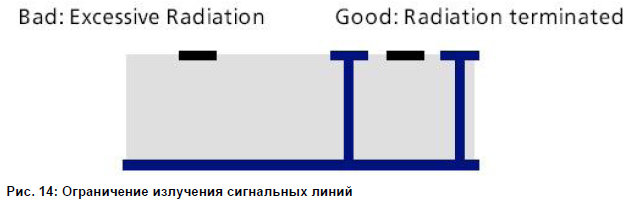 Bad: Excessive Radiation
Good: Radiation terminated
Рис. 14: Ограничение излучения сигнальных линий